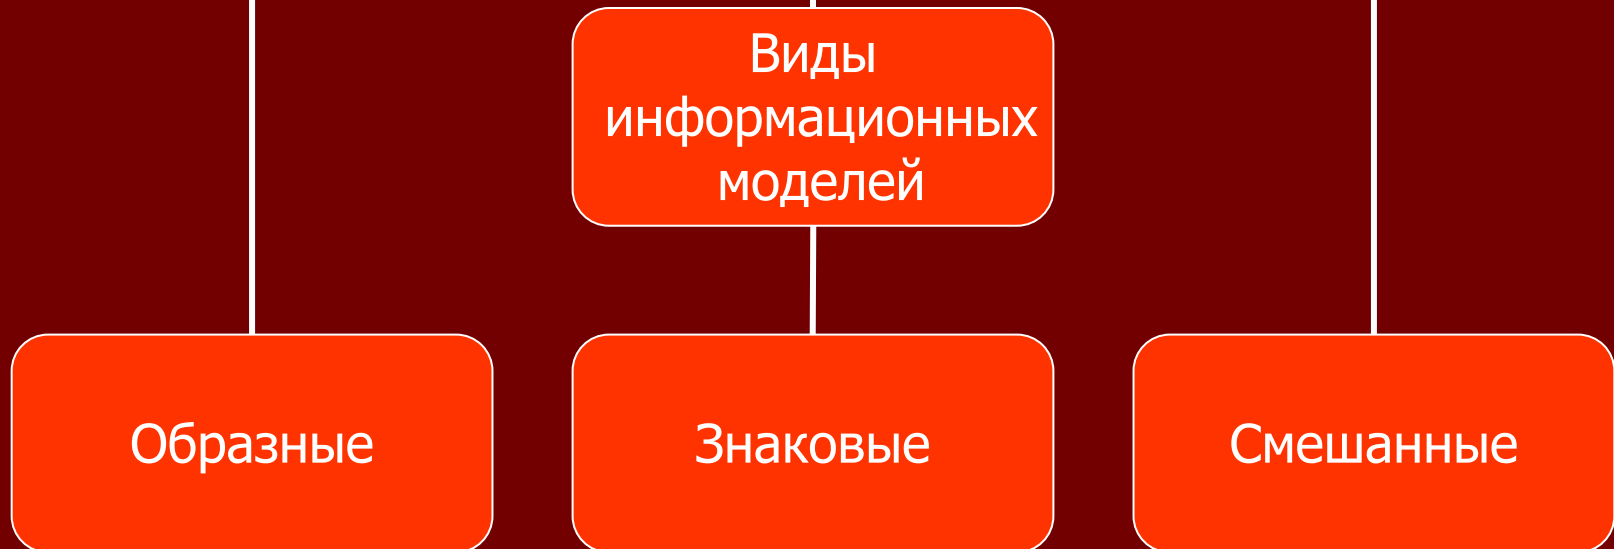 Виды
информационных
моделей
Образные
Знаковые
Смешанные